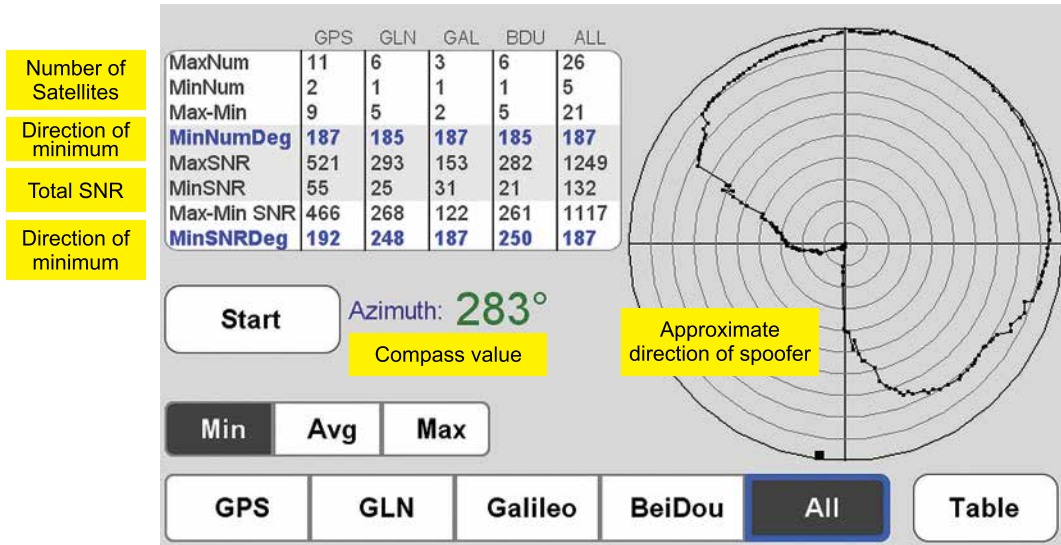 GPS GLN GAL BDU ALL
Number of
Satellites
MaxNum 11 6 3 6 26
MinNum 2 1 1 1 5
Max-Min 9 5 2 5 21
Direction of
minimum
MinNumDeg 187 185 187 185 187
MaxSNR 521 293 153 282 1249
Total SNR
MinSNR 55 25 31 21 132
Max-Min SNR 466 268 122 261 1117
Direction of
minimum
MinSNRDeg 192 248 187 250 187
Start
Azimuth: 283°
Compass value
Approximate
direction of spoofer
Min Avg Max
GPS GLN Galileo BeiDou All Table